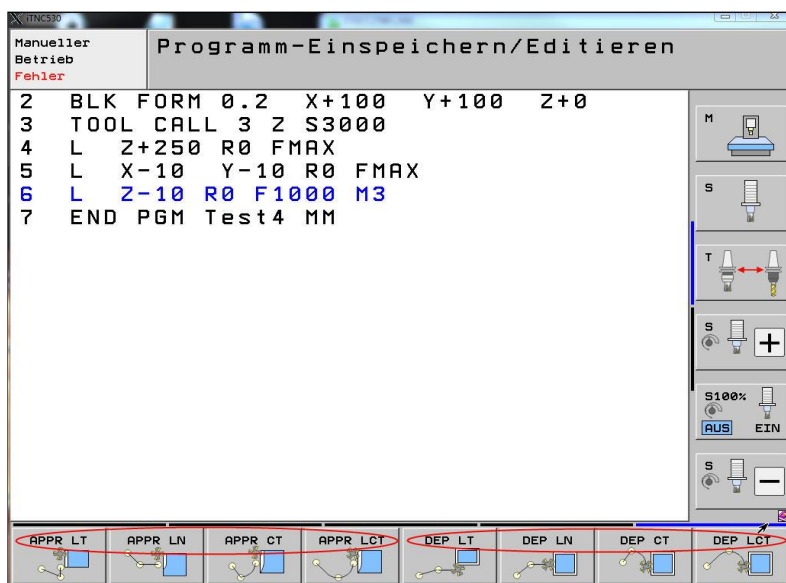 iTNC530
Manueller
Betrieb
Fehler
Programm-Einspeichern/Editieren
2 BLK FORM 0.2 X+100 Y+100 Z+0
3 TOOL CALL 3 Z S3000
4 L Z+250 R0 FMAX
5 L X-10 Y-10 R0 FMAX
6 L Z-10 R0 F1000 M3
7 END PGM Test4 MM
M
S
T
S +
S100%
AUS EIN
S -
APPR LT APPR LN APPR CT APPR LCT DEP LT DEP LN DEP CT DEP LCT